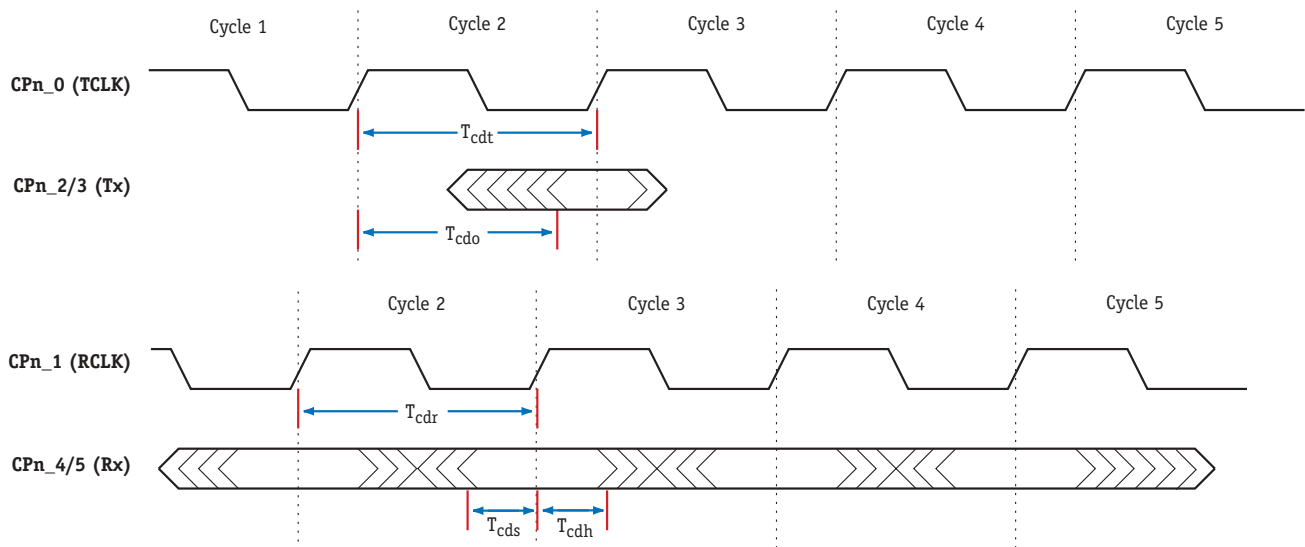 Cycle 1 Cycle 2 Cycle 3 Cycle 4 Cycle 5
CPn_0 (TCLK)
Tcdt
CPn_2/3 (Tx)
Tcdo
Cycle 2 Cycle 3 Cycle 4 Cycle 5
CPn_1 (RCLK)
Tcdr
CPn_4/5 (Rx)
Tcds Tcdh